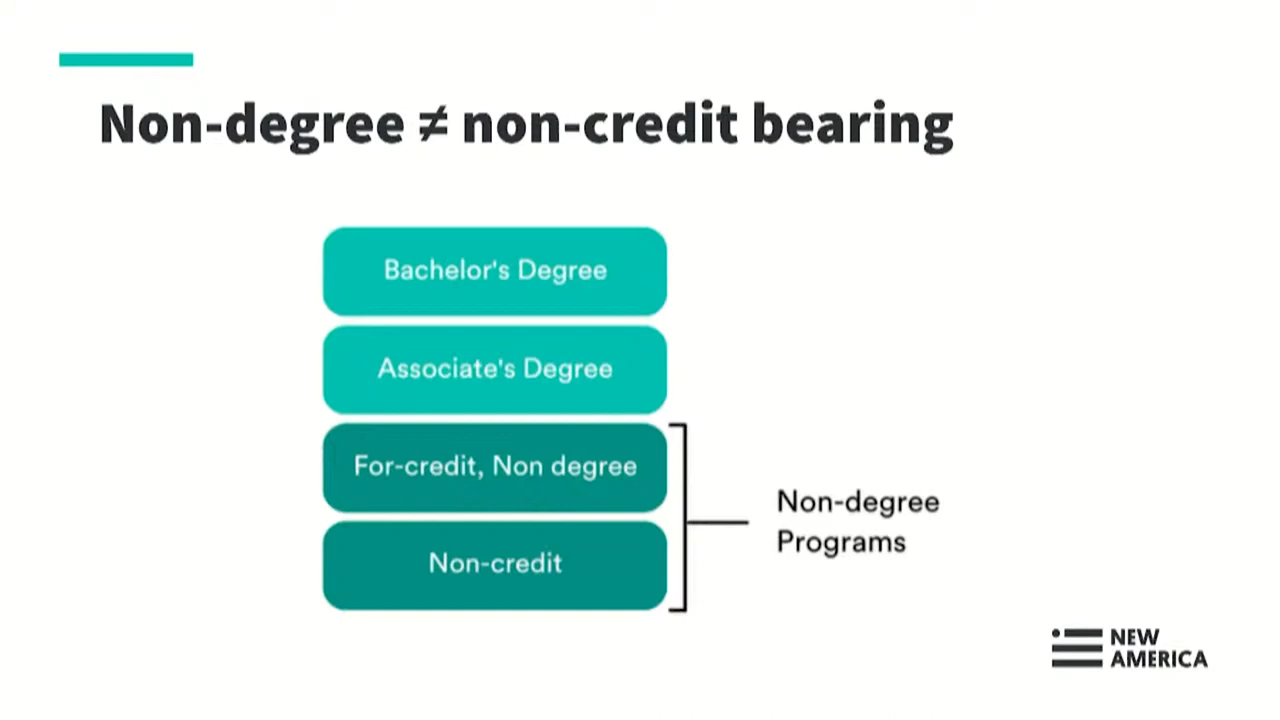 Non-degree ≠ non-credit bearing
Bachelor's Degree
Associate's Degree
For-credit, Non degree
Non-credit
Non-degree
Programs
NEW
AMERICA